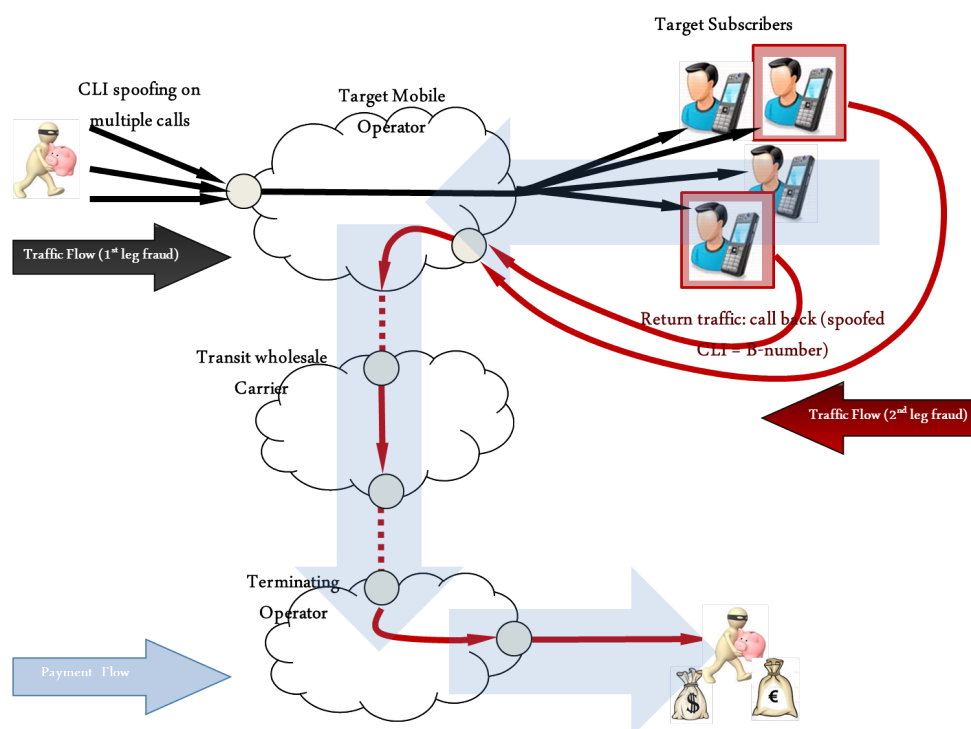 Target Subscribers
CLI spoofing on
multiple calls
Target Mobile
Operator
Traffic Flow (1st leg fraud)
Return traffic: call back (spoofed
CLI = B-number)
Transit wholesale
Carrier
Traffic Flow (2nd leg fraud)
Terminating
Operator
Payment Flow
$
€